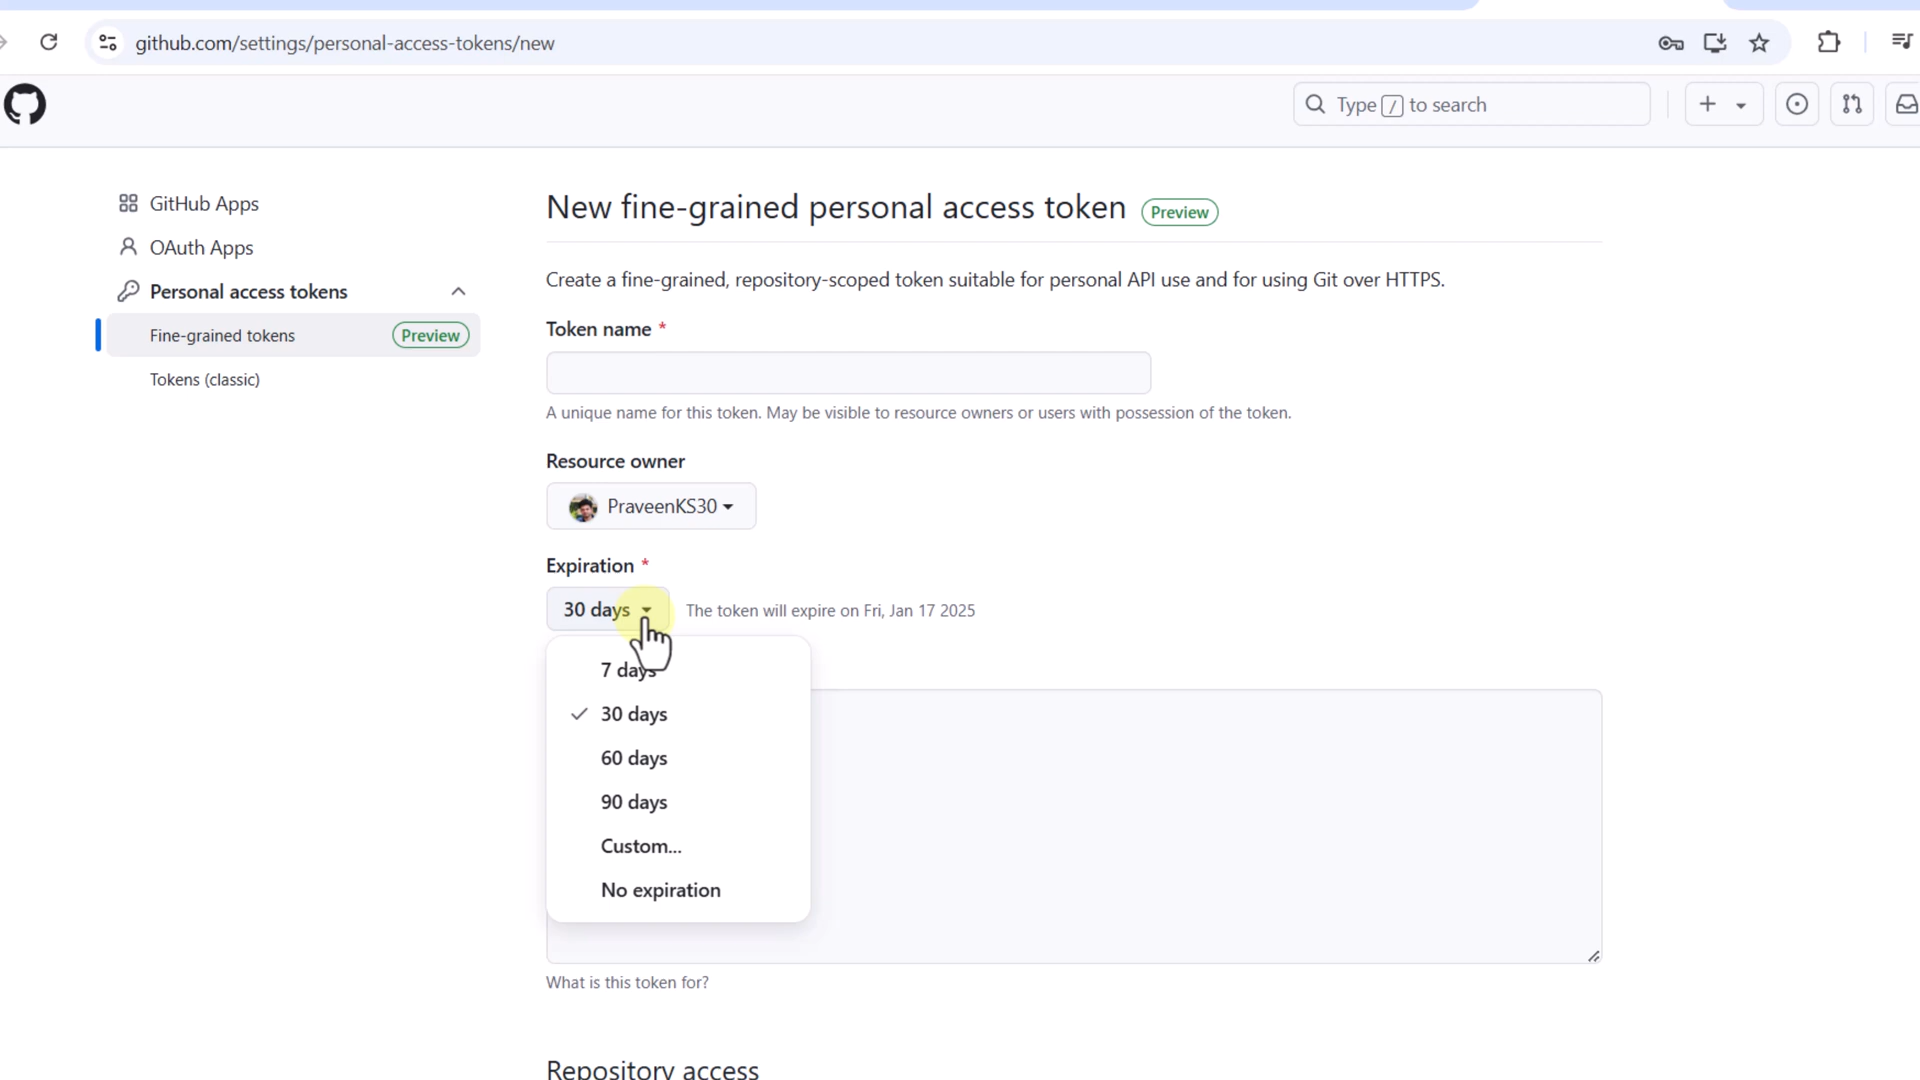 github.com/settings/personal-access-tokens/new
Type / to search
GitHub Apps
OAuth Apps
Personal access tokens
Fine-grained tokens Preview
Tokens (classic)
New fine-grained personal access token Preview
Create a fine-grained, repository-scoped token suitable for personal API use and for using Git over HTTPS.
Token name *
A unique name for this token. May be visible to resource owners or users with possession of the token.
Resource owner
PraveenKS30
Expiration *
30 days The token will expire on Fri, Jan 17 2025
7 days
30 days
60 days
90 days
Custom...
No expiration
What is this token for?
Repository access